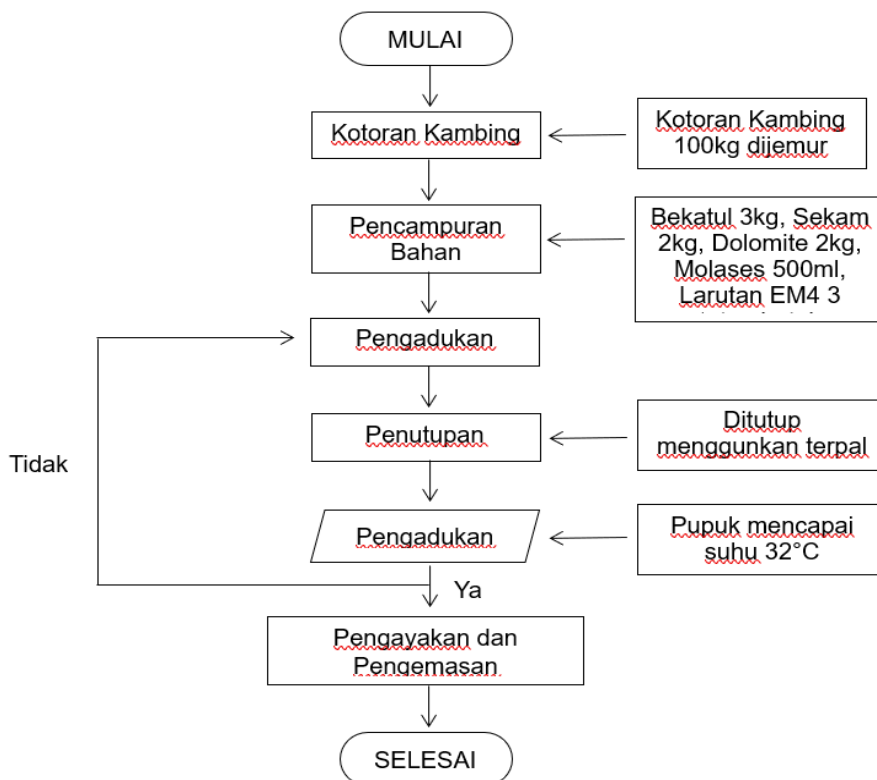 MULAI
Kotoran Kambing
Kotoran Kambing
100kg dijemur
Pencampuran
Bahan
Bekatul 3kg, Sekam
2kg, Dolomite 2kg,
Molases 500ml,
Larutan EM4 3
Pengadukan
Penutupan
Ditutup
menggunkan terpal
Tidak
Pengadukan
Pupuk mencapai
suhu 32°C
Ya
Pengayakan dan
Pengemasan
SELESAI